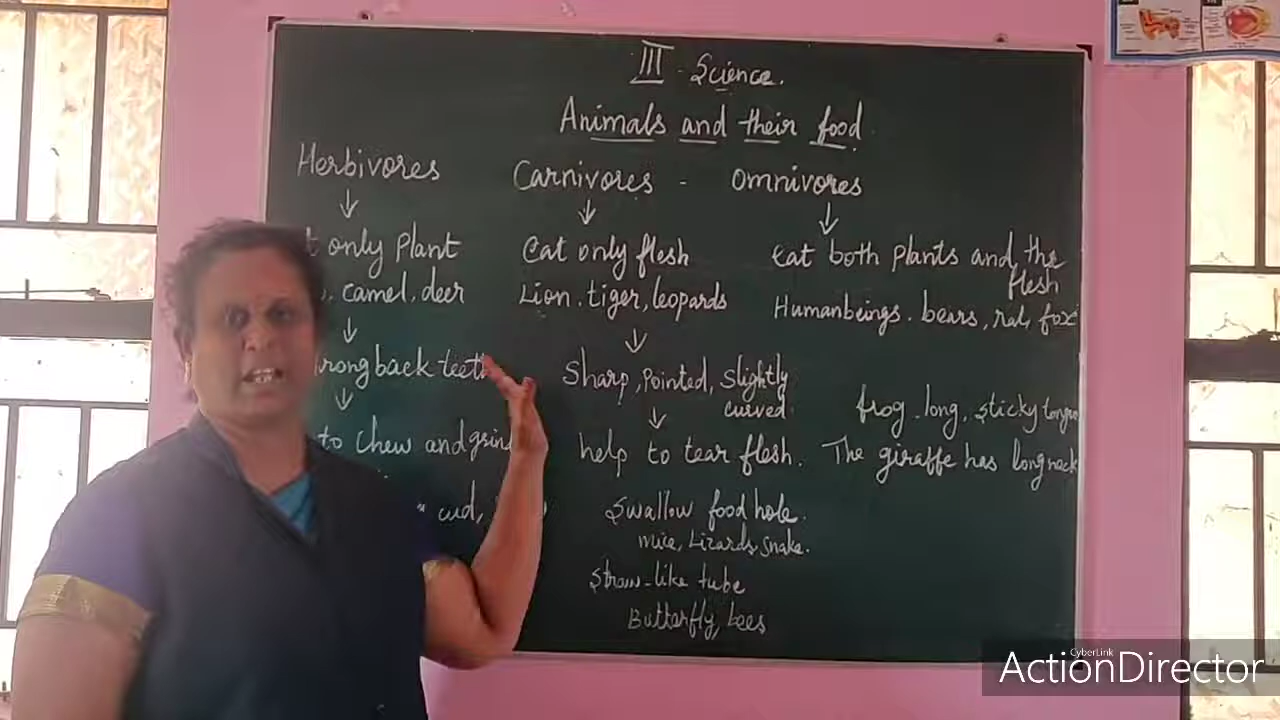 III - Science.
Animals and their food.
Herbivores
Carnivores - Omnivores
only plant
camel, deer
back teeth
to chew and grind
cud,
eat only flesh
Lion, tiger, leopards
Sharp, pointed, slightly
curved.
help to tear flesh.
Swallow food hole.
mice, Lizards, snake.
Straw-like tube
Butterfly, bees
eat both plants and the
flesh
Humanbeings. bears, rat, fox
frog - long, sticky
The giraffe has long neck
CyberLink
ActionDirector